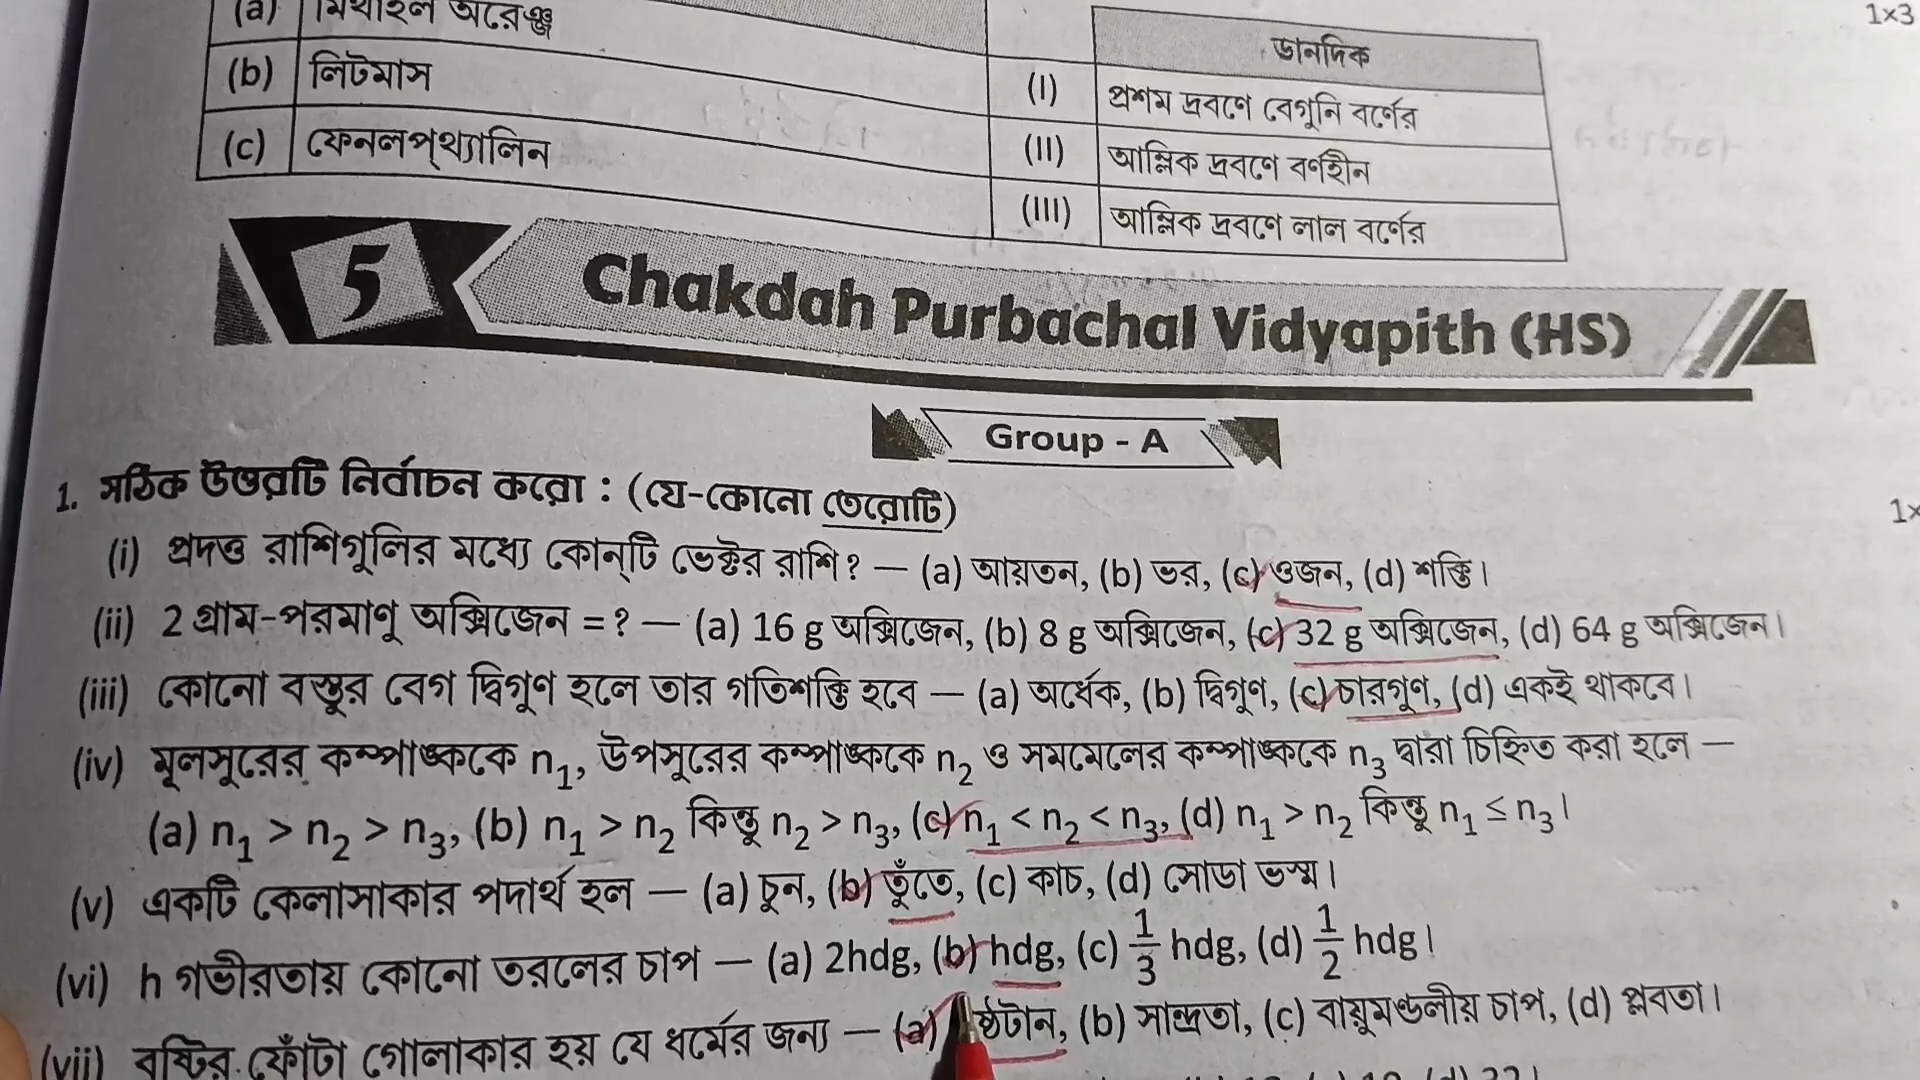 1×3
(a) মিথাইল অরেঞ্জ
ডানদিক
(b) লিটমাস
(I) প্রশম দ্রবণে বেগুনি বর্ণের
(c) ফেনলপ্‌থ্যালিন
(II) আম্লিক দ্রবণে বর্ণহীন
(III) আম্লিক দ্রবণে লাল বর্ণের
5 Chakdah Purbachal Vidyapith (HS)
Group - A
1. সঠিক উত্তরটি নির্বাচন করো : (যে-কোনো তেরোটি)
1×
(i) প্রদত্ত রাশিগুলির মধ্যে কোন্‌টি ভেক্টর রাশি? — (a) আয়তন, (b) ভর, (c) ওজন, (d) শক্তি।
(ii) 2 গ্রাম-পরমাণু অক্সিজেন = ? — (a) 16 g অক্সিজেন, (b) 8 g অক্সিজেন, (c) 32 g অক্সিজেন, (d) 64 g অক্সিজেন।
(iii) কোনো বস্তুর বেগ দ্বিগুণ হলে তার গতিশক্তি হবে — (a) অর্ধেক, (b) দ্বিগুণ, (c) চারগুণ, (d) একই থাকবে।
(iv) মূলসুরের কম্পাঙ্ককে n₁, উপসুরের কম্পাঙ্ককে n₂ ও সমমেলের কম্পাঙ্ককে n₃ দ্বারা চিহ্নিত করা হলে —
(a) n₁ > n₂ > n₃, (b) n₁ > n₂ কিন্তু n₂ > n₃, (c) n₁ < n₂ < n₃, (d) n₁ > n₂ কিন্তু n₁ ≤ n₃।
(v) একটি কেলাসাকার পদার্থ হল — (a) চুন, (b) তুঁতে, (c) কাচ, (d) সোডা ভস্ম।
(vi) h গভীরতায় কোনো তরলের চাপ — (a) 2hdg, (b) hdg, (c) 1/3 hdg, (d) 1/2 hdg।
(vii) বৃষ্টির ফোঁটা গোলাকার হয় যে ধর্মের জন্য — (a) ষ্ঠটান, (b) সান্দ্রতা, (c) বায়ুমণ্ডলীয় চাপ, (d) প্লবতা।